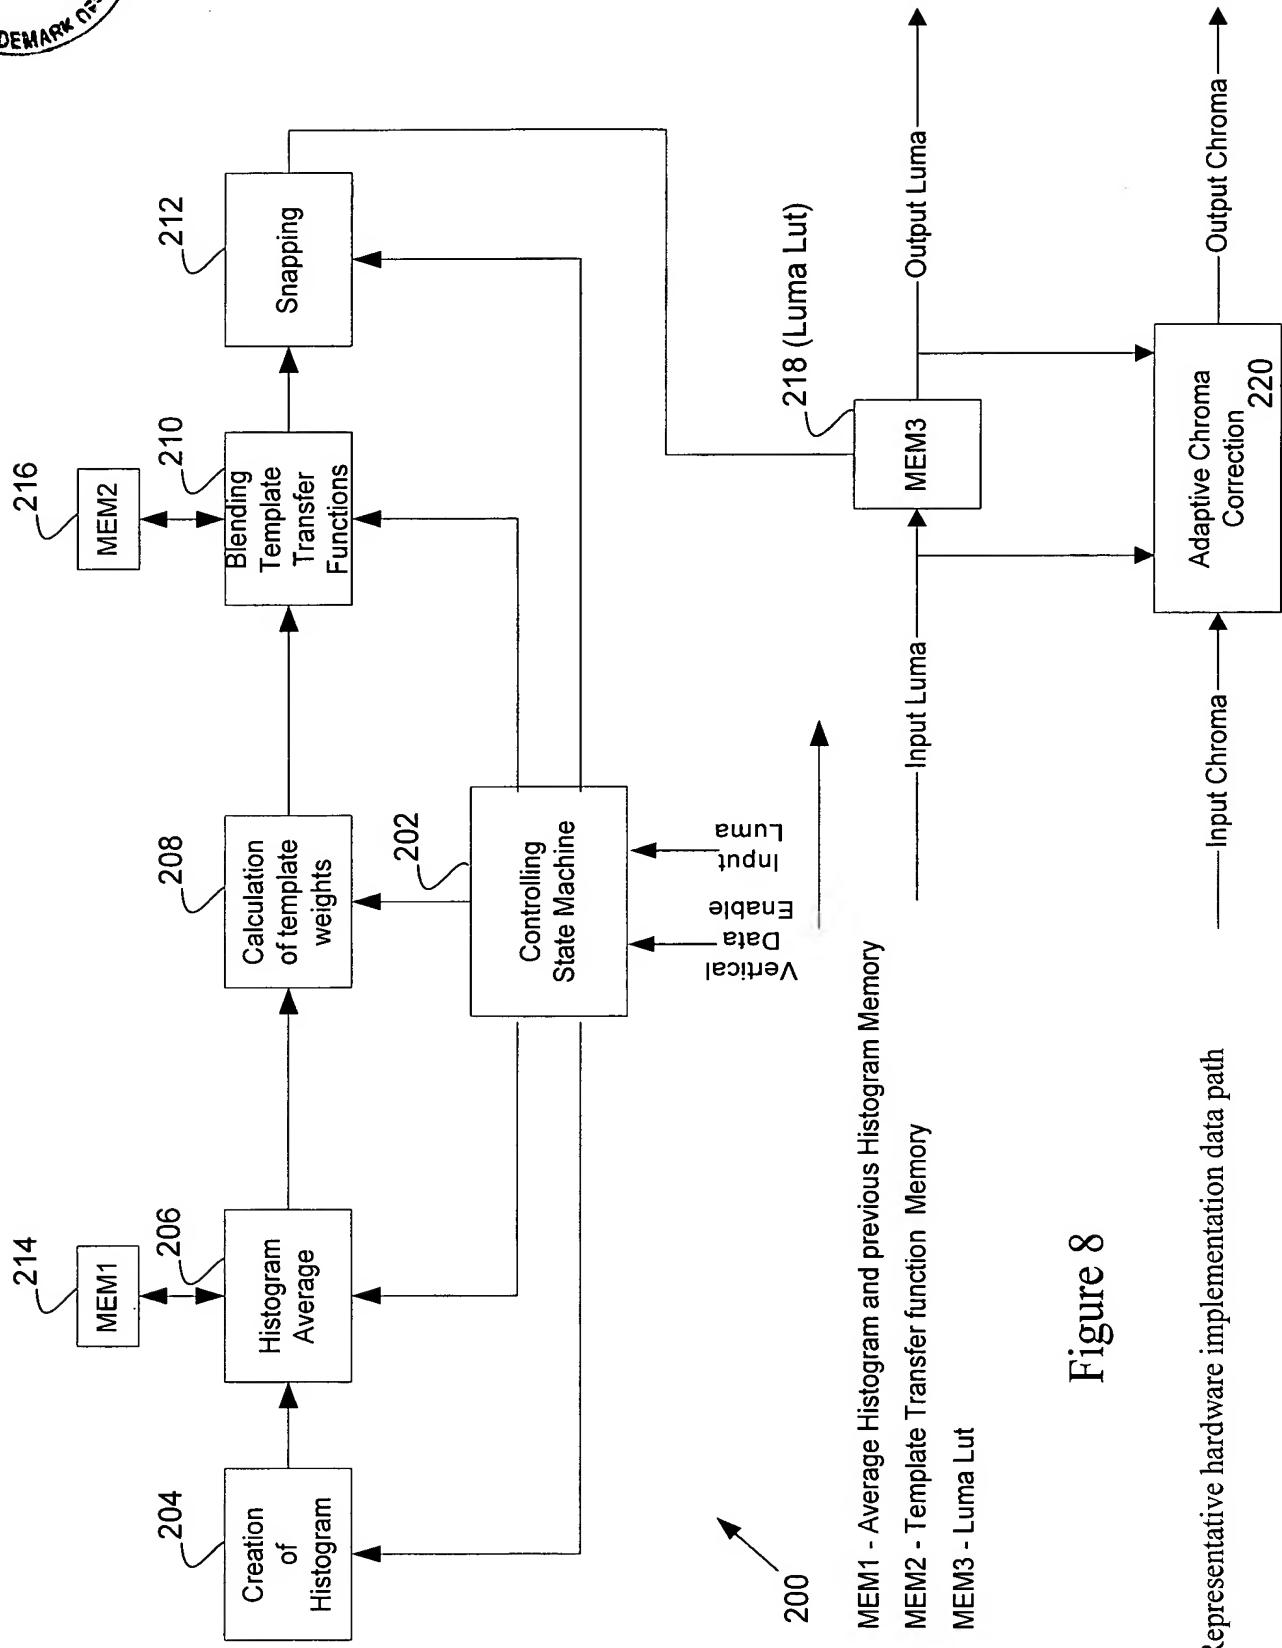 DEMARK OF
214
MEM1
216
MEM2
204
Creation
of
Histogram
206
Histogram
Average
208
Calculation
of template
weights
210
Blending
Template
Transfer
Functions
212
Snapping
202
Controlling
State Machine
Vertical
Data
Enable
Input
Luma
200
218 (Luma Lut)
Input Luma
MEM3
Output Luma
Input Chroma
Adaptive Chroma
Correction
220
Output Chroma
MEM1 - Average Histogram and previous Histogram Memory
MEM2 - Template Transfer function Memory
MEM3 - Luma Lut
Figure 8
Representative hardware implementation data path